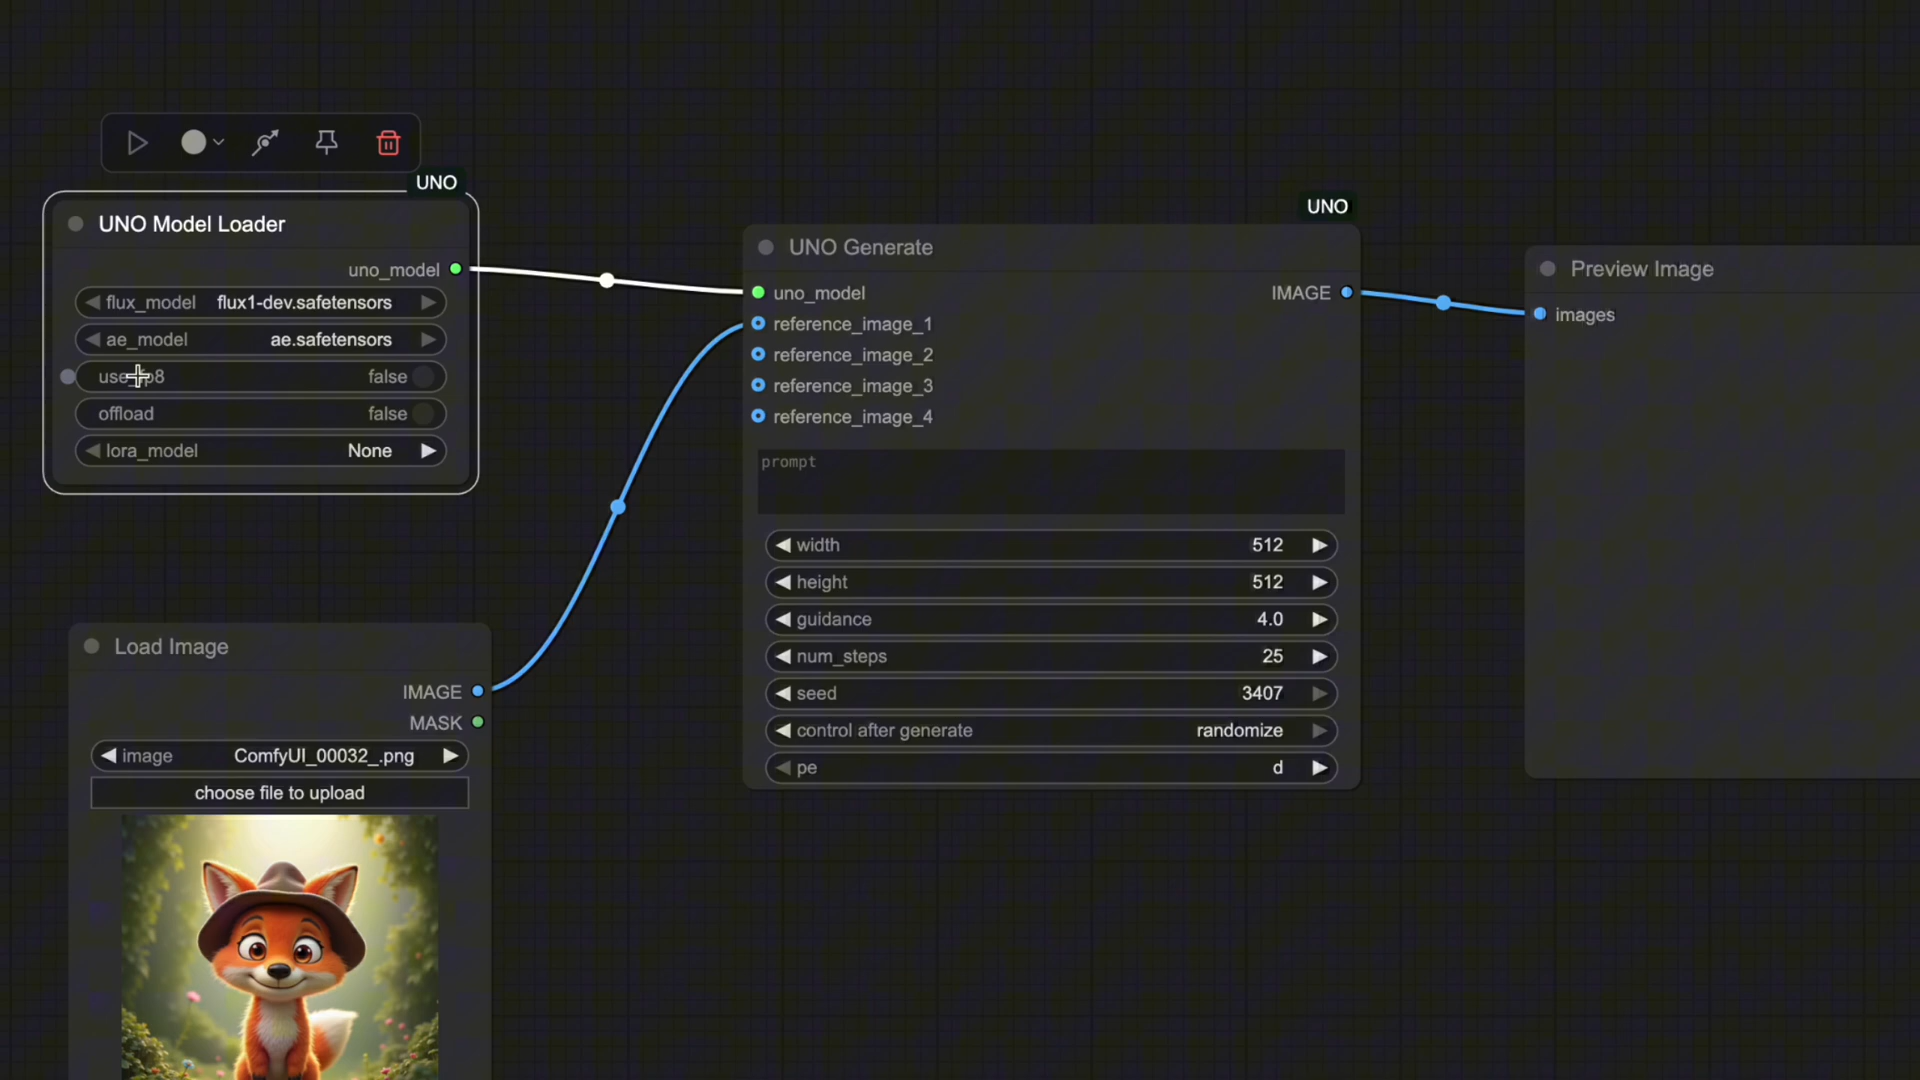 UNO
UNO Model Loader
uno_model
flux_model flux1-dev.safetensors
ae_model ae.safetensors
false
offload false
lora_model None
Load Image
IMAGE
MASK
image ComfyUI_00032_.png
choose file to upload
UNO
UNO Generate
uno_model IMAGE
reference_image_1
reference_image_2
reference_image_3
reference_image_4
prompt
width 512
height 512
guidance 4.0
num_steps 25
seed 3407
control after generate randomize
pe d
Preview Image
images